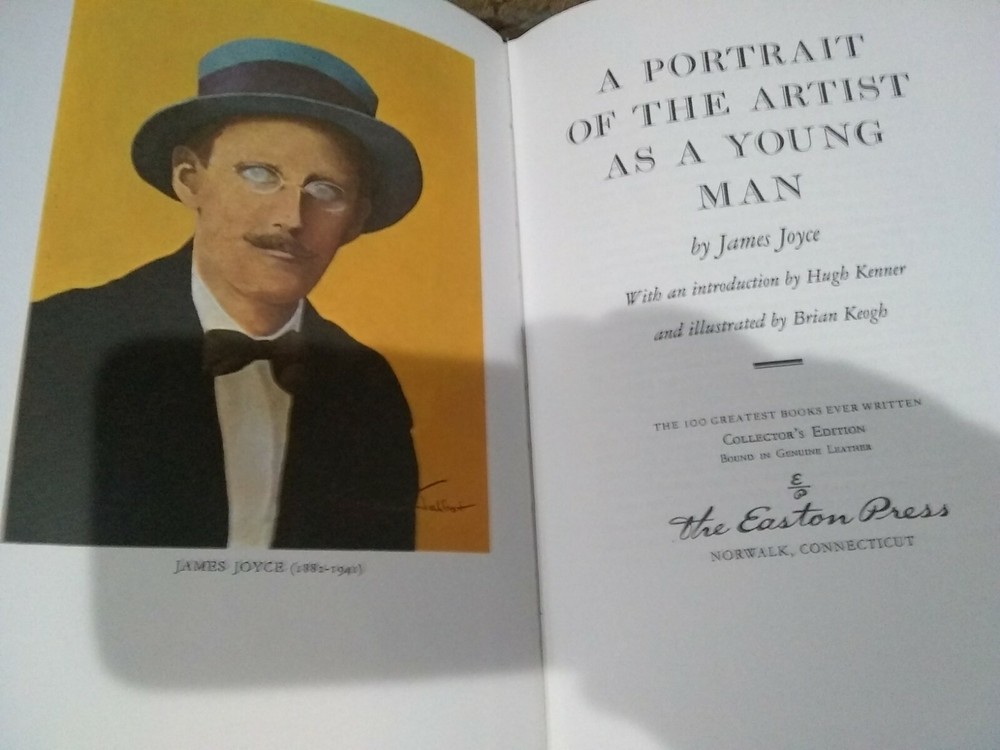 Talbot
JAMES JOYCE (1882-1941)
A PORTRAIT
OF THE ARTIST
AS A YOUNG
MAN
by James Joyce
With an introduction by Hugh Kenner
and illustrated by Brian Keogh
THE 100 GREATEST BOOKS EVER WRITTEN
COLLECTOR'S EDITION
BOUND IN GENUINE LEATHER
E
P
The Easton Press
NORWALK, CONNECTICUT